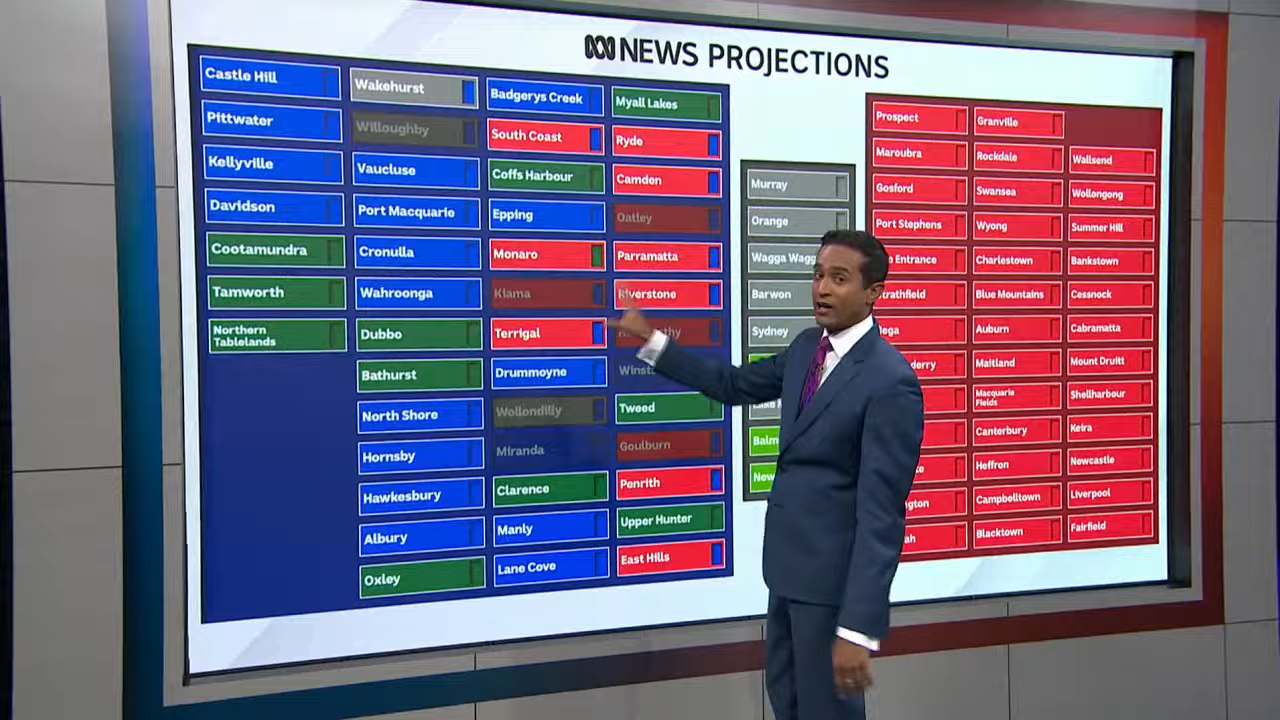 NEWS PROJECTIONS
Castle Hill
Pittwater
Kellyville
Davidson
Cootamundra
Tamworth
Northern
Tablelands
Wakehurst
Willoughby
Vaucluse
Port Macquarie
Cronulla
Wahroonga
Dubbo
Bathurst
North Shore
Hornsby
Hawkesbury
Albury
Oxley
Badgerys Creek
South Coast
Coffs Harbour
Epping
Monaro
Kiama
Terrigal
Drummoyne
Wollondilly
Miranda
Clarence
Manly
Lane Cove
Myall Lakes
Ryde
Camden
Oatley
Parramatta
Riverstone
Tweed
Goulburn
Penrith
Upper Hunter
East Hills
Murray
Orange
Wagga
Barwon
Sydney
Prospect
Maroubra
Gosford
Port Stephens
Entrance
Granville
Rockdale
Swansea
Wyong
Charlestown
Blue Mountains
Auburn
Maitland
Macquarie
Fields
Canterbury
Heffron
Campbelltown
Blacktown
Wallsend
Wollongong
Summer Hill
Bankstown
Cessnock
Cabramatta
Mount Druitt
Shellharbour
Keira
Newcastle
Liverpool
Fairfield